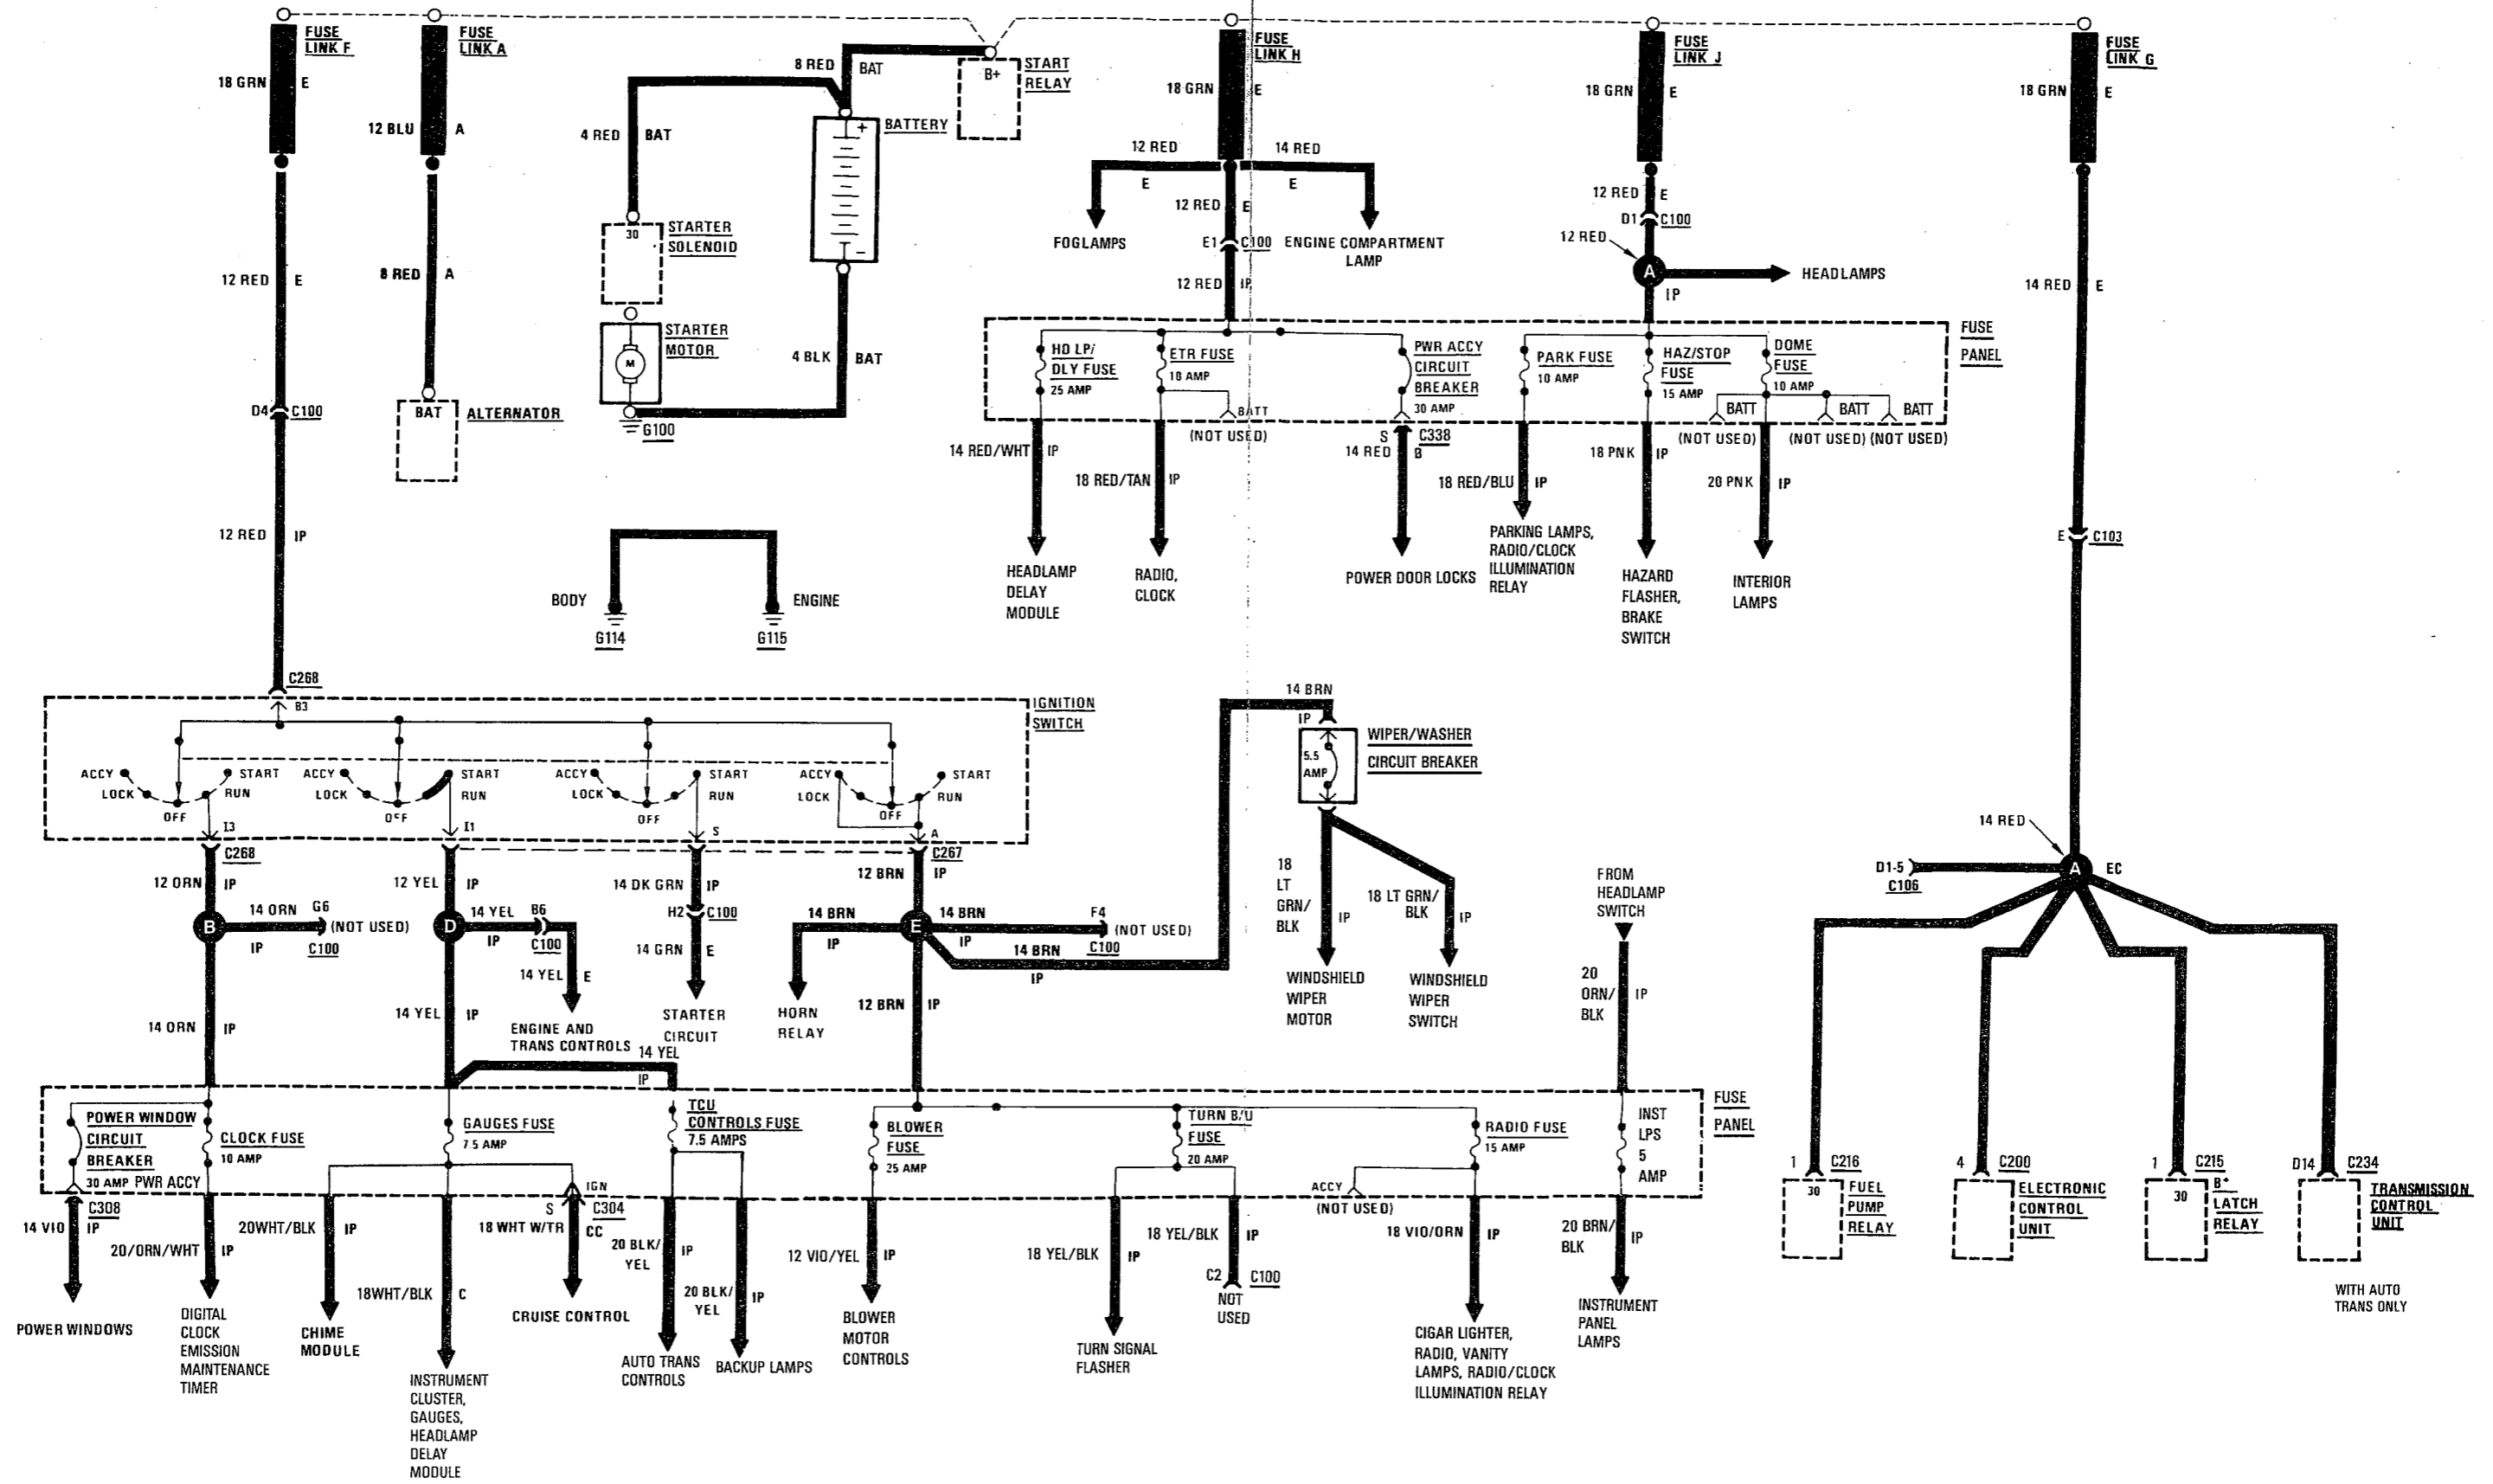 FUSE
LINK F
18 GRN E
FUSE
LINK A
12 BLU A
8 RED BAT
4 RED BAT
BATTERY
+
−
B+
START
RELAY
30
STARTER
SOLENOID
M
STARTER
MOTOR
4 BLK BAT
G100
12 RED E
8 RED A
D4 C100
BAT
ALTERNATOR
12 RED IP
BODY
G114
ENGINE
G115
FUSE
LINK H
18 GRN E
12 RED
E
14 RED
E
12 RED E
FOGLAMPS
E1 C100
ENGINE COMPARTMENT
LAMP
12 RED IP
FUSE
LINK J
18 GRN E
12 RED E
D1 C100
12 RED
A
HEADLAMPS
IP
FUSE
LINK G
18 GRN E
14 RED E
E C103
FUSE
PANEL
HD LP/
DLY FUSE
25 AMP
ETR FUSE
10 AMP
BATT
(NOT USED)
PWR ACCY
CIRCUIT
BREAKER
30 AMP
PARK FUSE
10 AMP
HAZ/STOP
FUSE
15 AMP
DOME
FUSE
10 AMP
BATT
BATT
BATT
(NOT USED)
(NOT USED)
(NOT USED)
14 RED/WHT IP
18 RED/TAN IP
S C338
14 RED B
18 RED/BLU IP
18 PNK IP
20 PNK IP
HEADLAMP
DELAY
MODULE
RADIO,
CLOCK
POWER DOOR LOCKS
PARKING LAMPS,
RADIO/CLOCK
ILLUMINATION
RELAY
HAZARD
FLASHER,
BRAKE
SWITCH
INTERIOR
LAMPS
C268
B3
IGNITION
SWITCH
ACCY
LOCK
OFF
RUN
START
I3
ACCY
LOCK
OFF
RUN
START
I1
ACCY
LOCK
OFF
RUN
START
S
ACCY
LOCK
OFF
RUN
START
A
C268
C267
12 ORN IP
12 YEL IP
14 DK GRN IP
12 BRN IP
B
14 ORN G6
(NOT USED)
IP C100
D
14 YEL B6
IP C100
14 YEL E
H2 C100
14 GRN E
14 BRN
IP
E
14 BRN F4
(NOT USED)
IP C100
14 BRN
IP
14 ORN IP
14 YEL IP
ENGINE AND
TRANS CONTROLS
STARTER
CIRCUIT
HORN
RELAY
12 BRN IP
14 YEL
IP
14 BRN
IP
5.5
AMP
WIPER/WASHER
CIRCUIT BREAKER
18
LT
GRN/
BLK
IP
18 LT GRN/
BLK
IP
WINDSHIELD
WIPER
MOTOR
WINDSHIELD
WIPER
SWITCH
FROM
HEADLAMP
SWITCH
20
ORN/
BLK
IP
14 RED
D1-5
C106
A
EC
FUSE
PANEL
POWER WINDOW
CIRCUIT
BREAKER
30 AMP PWR ACCY
CLOCK FUSE
10 AMP
GAUGES FUSE
7.5 AMP
IGN
TCU
CONTROLS FUSE
7.5 AMPS
BLOWER
FUSE
25 AMP
TURN B/U
FUSE
20 AMP
RADIO FUSE
15 AMP
ACCY
(NOT USED)
INST
LPS
5
AMP
C308
14 VIO IP
20/ORN/WHT IP
20WHT/BLK IP
18WHT/BLK C
S C304
18 WHT W/TR CC
20 BLK/
YEL
IP
20 BLK/
YEL
IP
12 VIO/YEL IP
18 YEL/BLK IP
18 YEL/BLK IP
C2 C100
NOT
USED
18 VIO/ORN IP
20 BRN/
BLK
IP
POWER WINDOWS
DIGITAL
CLOCK
EMISSION
MAINTENANCE
TIMER
CHIME
MODULE
INSTRUMENT
CLUSTER,
GAUGES,
HEADLAMP
DELAY
MODULE
CRUISE CONTROL
AUTO TRANS
CONTROLS
BACKUP LAMPS
BLOWER
MOTOR
CONTROLS
TURN SIGNAL
FLASHER
CIGAR LIGHTER,
RADIO, VANITY
LAMPS, RADIO/CLOCK
ILLUMINATION RELAY
INSTRUMENT
PANEL
LAMPS
1 C216
30
FUEL
PUMP
RELAY
4 C200
ELECTRONIC
CONTROL
UNIT
1 C215
30
B+
LATCH
RELAY
D14 C234
TRANSMISSION
CONTROL
UNIT
WITH AUTO
TRANS ONLY